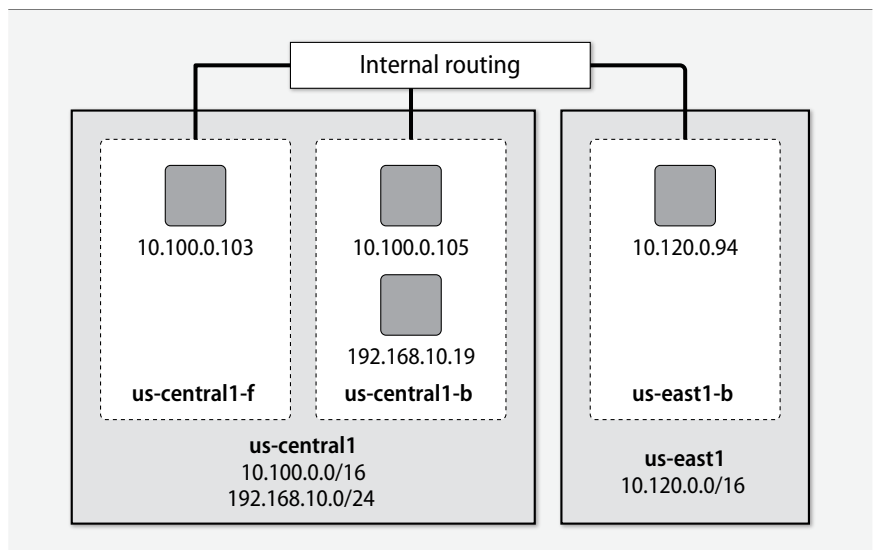 Internal routing
10.100.0.103
10.100.0.105
192.168.10.19
us-central1-f
us-central1-b
us-central1
10.100.0.0/16
192.168.10.0/24
10.120.0.94
us-east1-b
us-east1
10.120.0.0/16